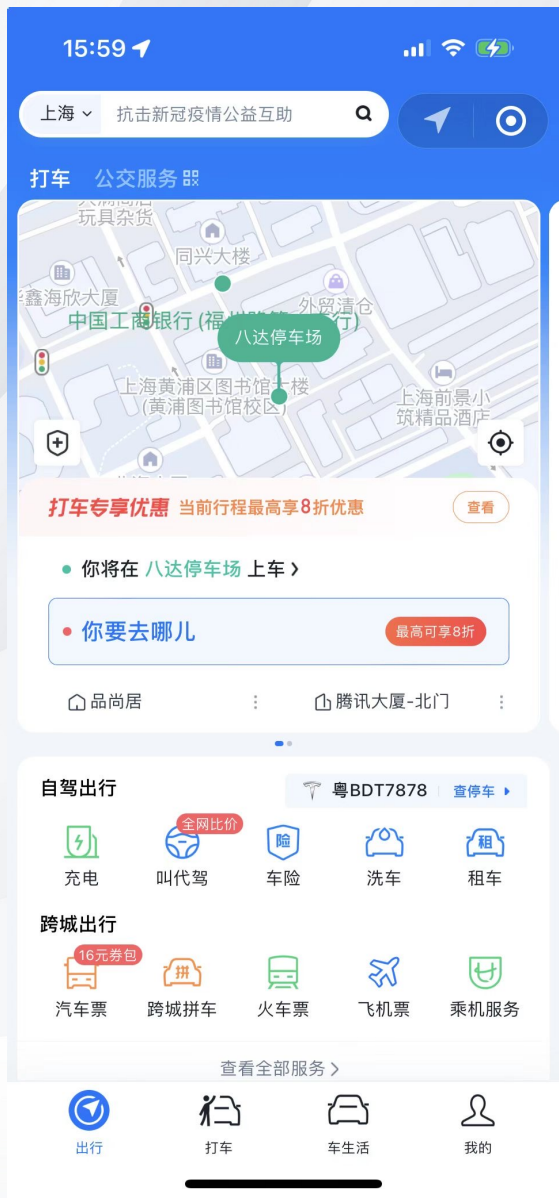 15:59
上海
抗击新冠疫情公益互助
打车 公交服务
玩具杂货
同兴大楼
鑫海欣大厦
外贸清仓
中国工商银行(福
行)
八达停车场
上海黄浦区图书馆大楼
(黄浦图书馆校区)
上海前景小
筑精品酒店
打车专享优惠 当前行程最高享8折优惠 查看
你将在 八达停车场 上车
你要去哪儿 最高可享8折
品尚居 腾讯大厦-北门
自驾出行 粤BDT7878 查停车
全网比价
险
租
充电 叫代驾 车险 洗车 租车
跨城出行
16元券包
拼
汽车票 跨城拼车 火车票 飞机票 乘机服务
查看全部服务
出行 打车 车生活 我的